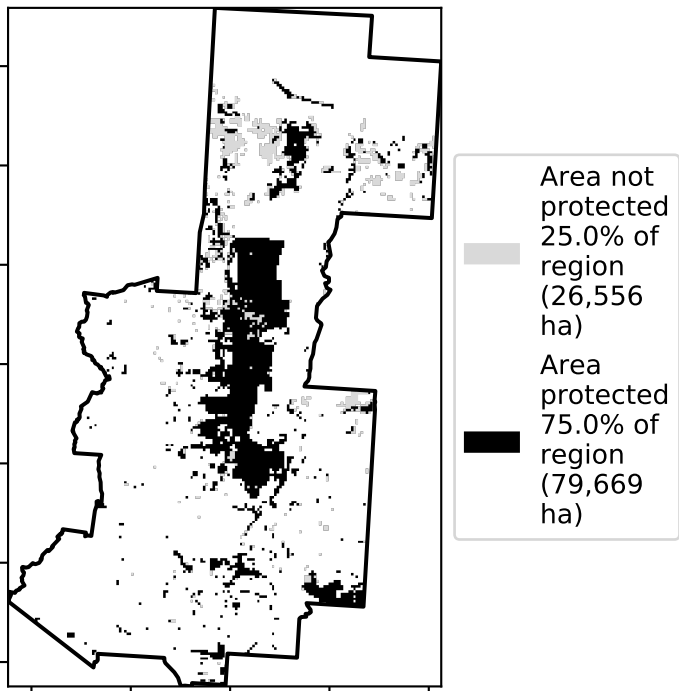 Area not
protected
25.0% of
region
(26,556
ha)
Area
protected
75.0% of
region
(79,669
ha)